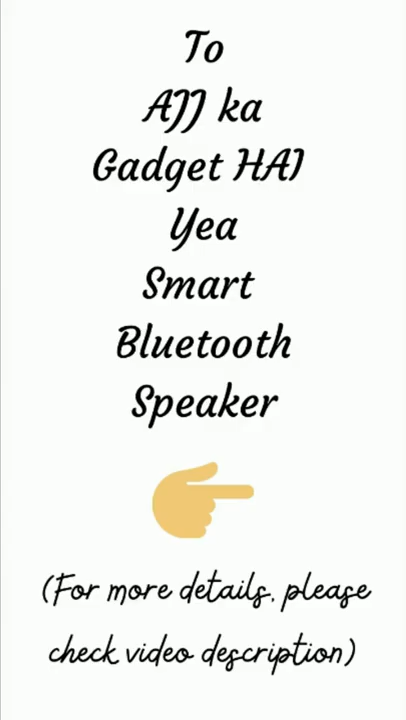 To
AJJ ka
Gadget HAI
Yea
Smart
Bluetooth
Speaker
(For more details, please
check video description)